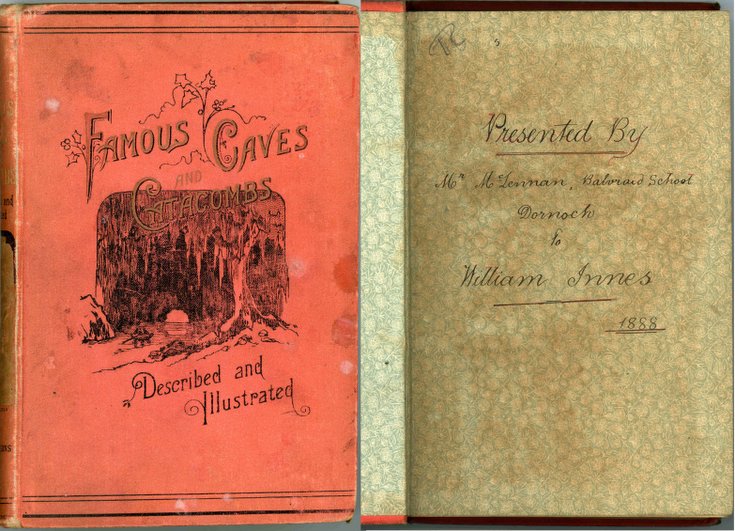 FAMOUS CAVES
AND
CATACOMBS
Described and
Illustrated
Presented By
Mr McLennan, Balvraid School
Dornoch
to
William Innes
1888